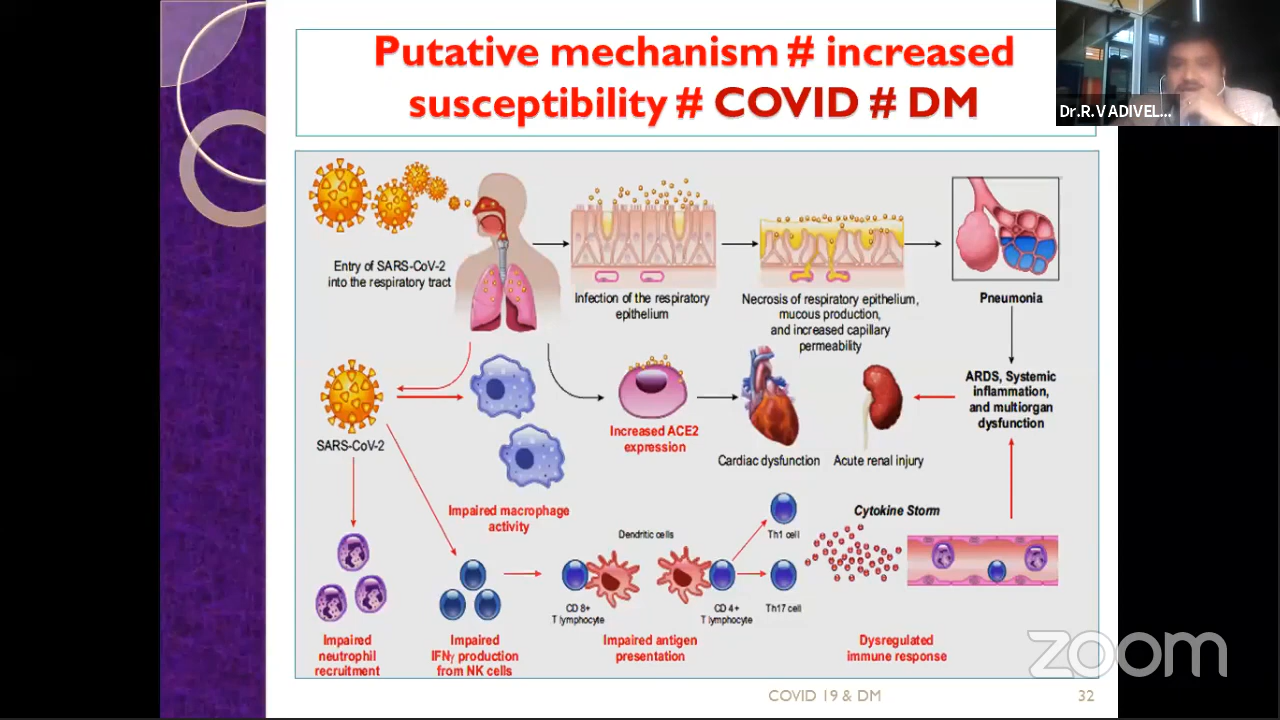 Putative mechanism # increased
susceptibility # COVID # DM
Dr.R.VADIVEL...
Entry of SARS-CoV-2
into the respiratory tract
Infection of the respiratory
epithelium
Necrosis of respiratory epithelium,
mucous production,
and increased capillary
permeability
Pneumonia
ARDS, Systemic
inflammation,
and multiorgan
dysfunction
SARS-CoV-2
Increased ACE2
expression
Cardiac dysfunction
Acute renal injury
Impaired macrophage
activity
Dendritic cells
Th1 cell
Cytokine Storm
CD 8+
T lymphocyte
CD 4+
T lymphocyte
Th17 cell
Impaired
neutrophil
recruitment
Impaired
IFNγ production
from NK cells
Impaired antigen
presentation
Dysregulated
immune response
zoom
COVID 19 & DM
32